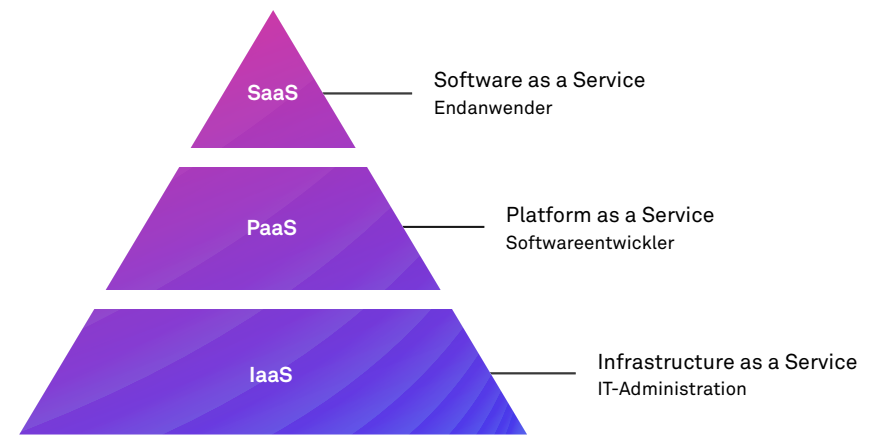 SaaS
Software as a Service
Endanwender
PaaS
Platform as a Service
Softwareentwickler
IaaS
Infrastructure as a Service
IT-Administration